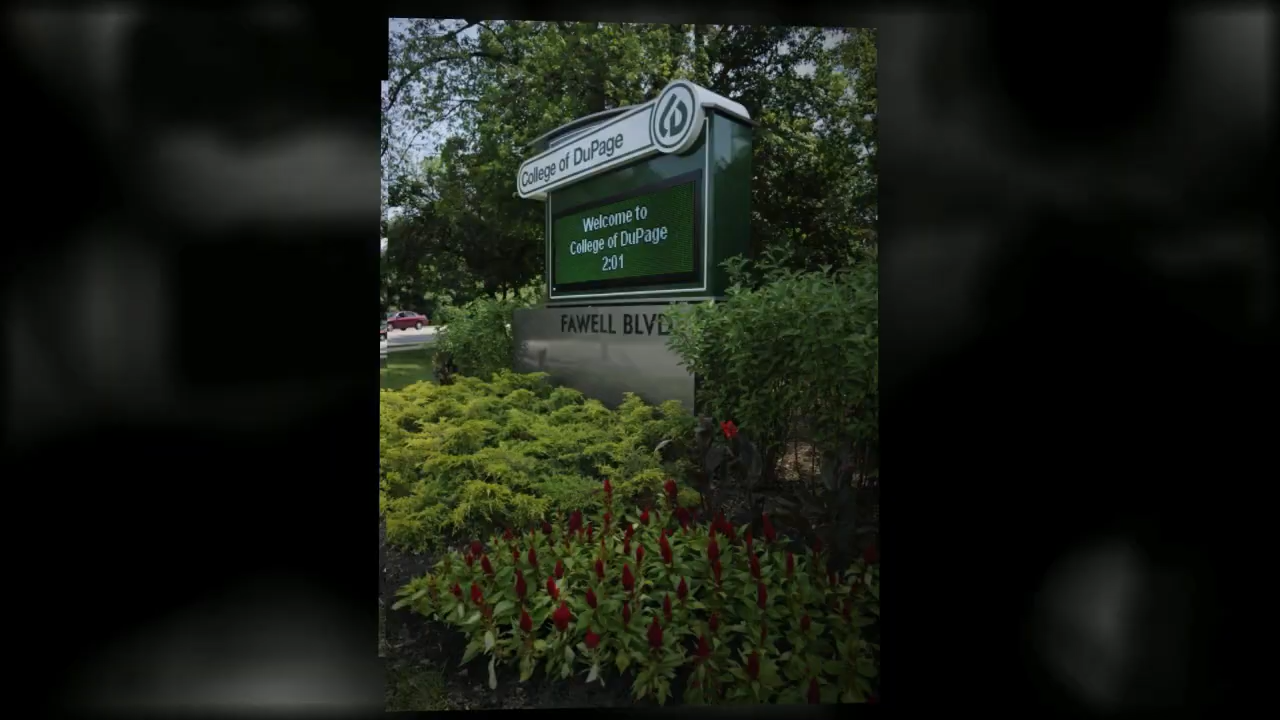 College of DuPage
Welcome to
College of DuPage
2:01
FAWELL BLVD